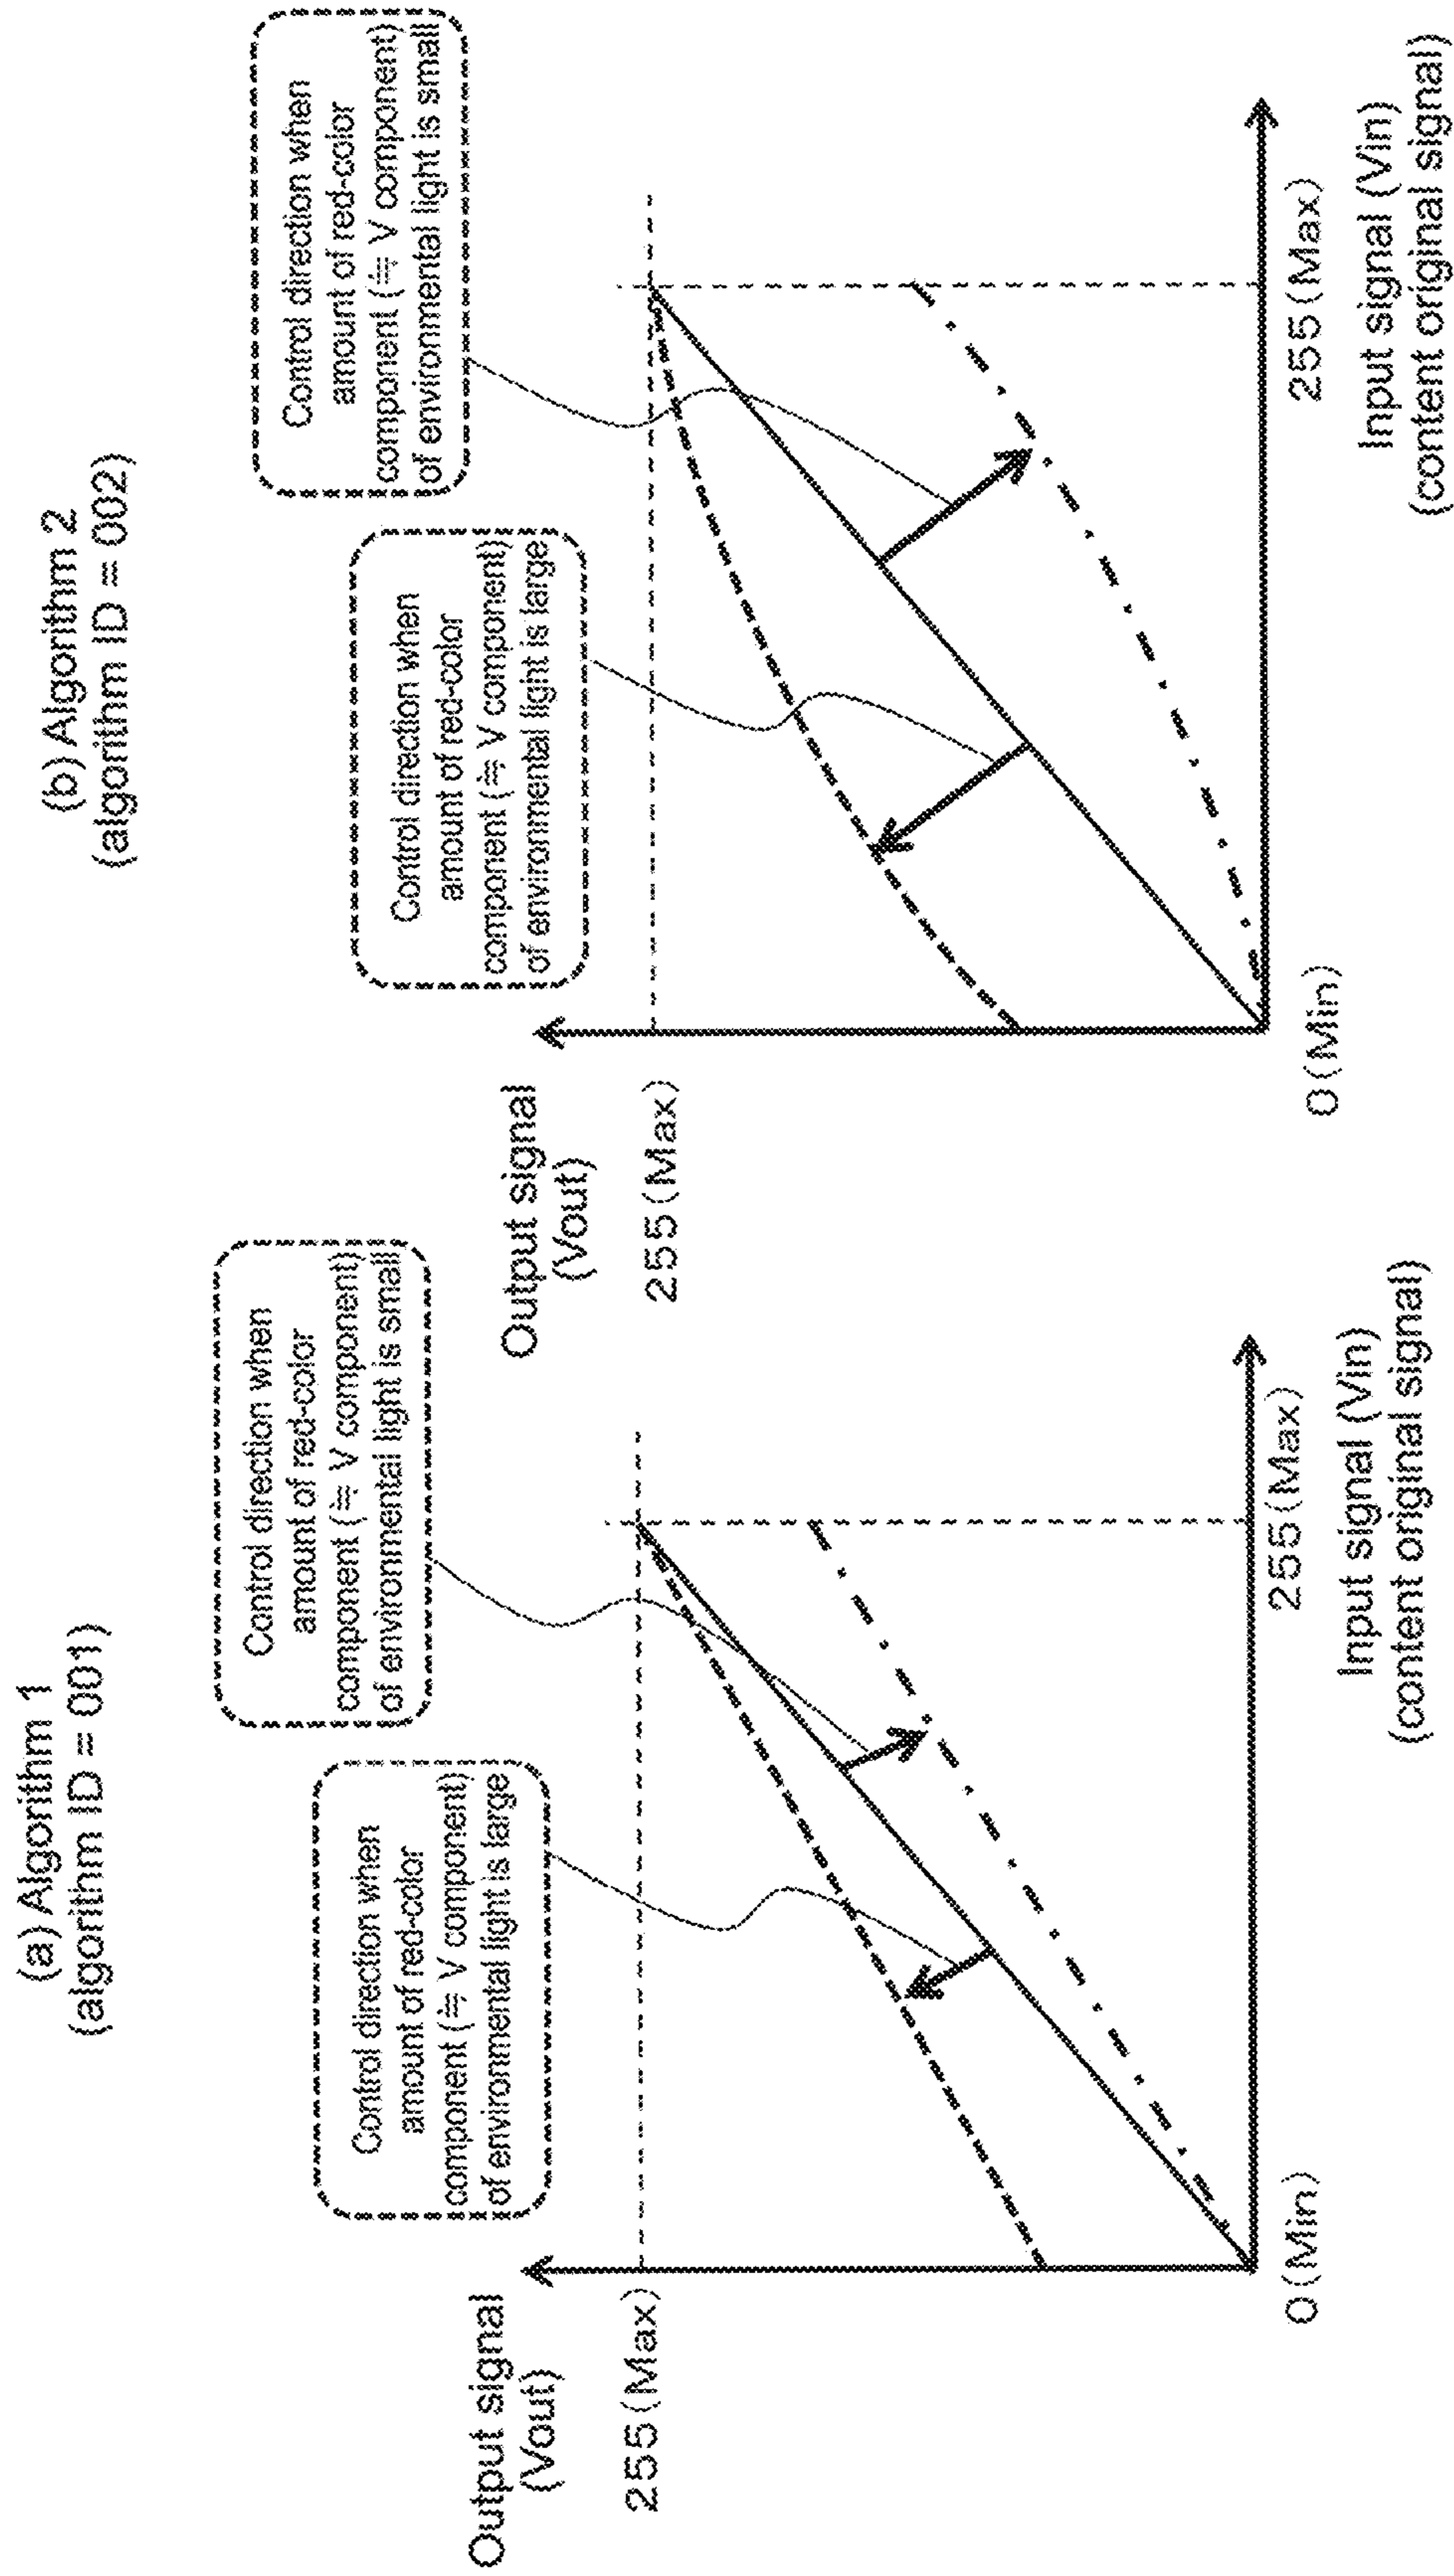 (a) Algorithm 1
(algorithm ID = 001)
Control direction when
amount of red-color
component (≒ V component)
of environmental light is small
Control direction when
amount of red-color
component (≒ V component)
of environmental light is large
Output signal
(Vout)
255(Max)
0(Min)
255(Max)
Input signal (Vin)
(content original signal)
(b) Algorithm 2
(algorithm ID = 002)
Control direction when
amount of red-color
component (≒ V component)
of environmental light is small
Control direction when
amount of red-color
component (≒ V component)
of environmental light is large
Output signal
(Vout)
255(Max)
0(Min)
255(Max)
Input signal (Vin)
(content original signal)